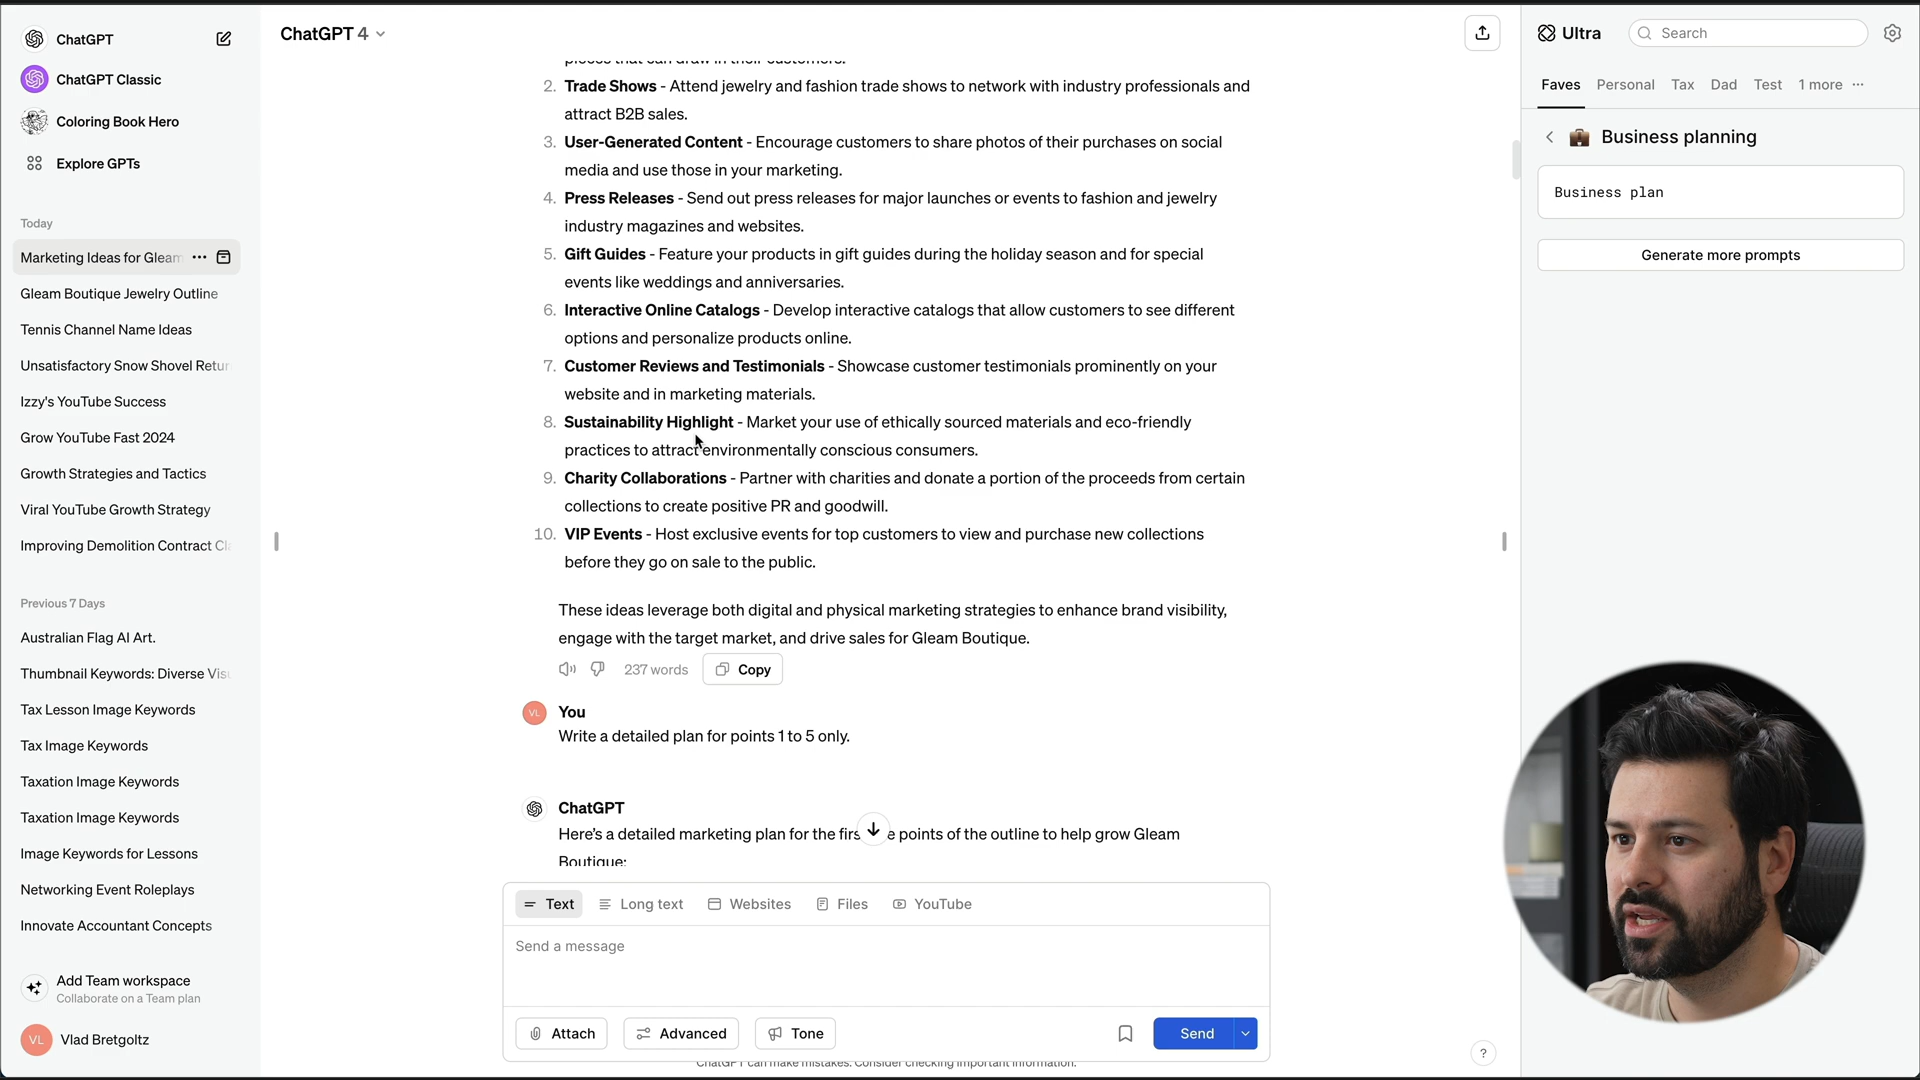 ChatGPT
ChatGPT Classic
Coloring Book Hero
Explore GPTs
Today
Marketing Ideas for Gleam
Gleam Boutique Jewelry Outline
Tennis Channel Name Ideas
Unsatisfactory Snow Shovel Retur
Izzy's YouTube Success
Grow YouTube Fast 2024
Growth Strategies and Tactics
Viral YouTube Growth Strategy
Improving Demolition Contract Cla
Previous 7 Days
Australian Flag AI Art.
Thumbnail Keywords: Diverse Visu
Tax Lesson Image Keywords
Tax Image Keywords
Taxation Image Keywords
Taxation Image Keywords
Image Keywords for Lessons
Networking Event Roleplays
Innovate Accountant Concepts
Add Team workspace
Collaborate on a Team plan
VL Vlad Bretgoltz
ChatGPT 4
pieces that can draw in their customers.
2. Trade Shows - Attend jewelry and fashion trade shows to network with industry professionals and
attract B2B sales.
3. User-Generated Content - Encourage customers to share photos of their purchases on social
media and use those in your marketing.
4. Press Releases - Send out press releases for major launches or events to fashion and jewelry
industry magazines and websites.
5. Gift Guides - Feature your products in gift guides during the holiday season and for special
events like weddings and anniversaries.
6. Interactive Online Catalogs - Develop interactive catalogs that allow customers to see different
options and personalize products online.
7. Customer Reviews and Testimonials - Showcase customer testimonials prominently on your
website and in marketing materials.
8. Sustainability Highlight - Market your use of ethically sourced materials and eco-friendly
practices to attract environmentally conscious consumers.
9. Charity Collaborations - Partner with charities and donate a portion of the proceeds from certain
collections to create positive PR and goodwill.
10. VIP Events - Host exclusive events for top customers to view and purchase new collections
before they go on sale to the public.
These ideas leverage both digital and physical marketing strategies to enhance brand visibility,
engage with the target market, and drive sales for Gleam Boutique.
237 words Copy
VL You
Write a detailed plan for points 1 to 5 only.
ChatGPT
Here's a detailed marketing plan for the firs e points of the outline to help grow Gleam
Boutique:
Text Long text Websites Files YouTube
Send a message
Attach Advanced Tone Send
ChatGPT can make mistakes. Consider checking important information.
?
Ultra Search
Faves Personal Tax Dad Test 1 more
Business planning
Business plan
Generate more prompts